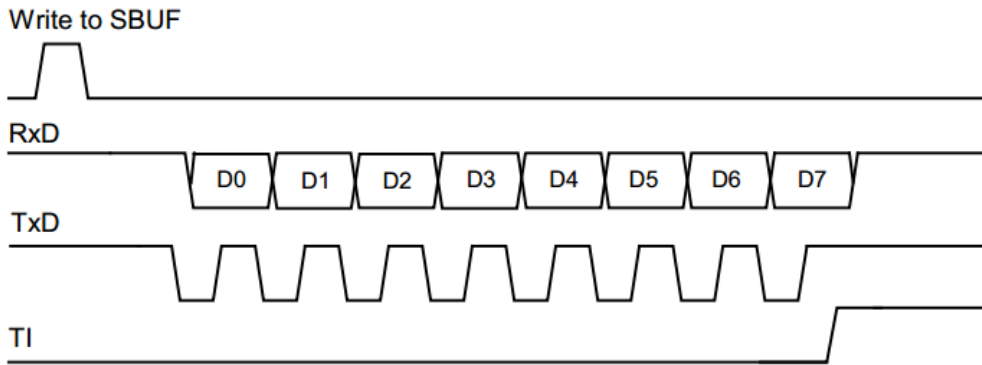 Write to SBUF
RxD
D0 D1 D2 D3 D4 D5 D6 D7
TxD
TI